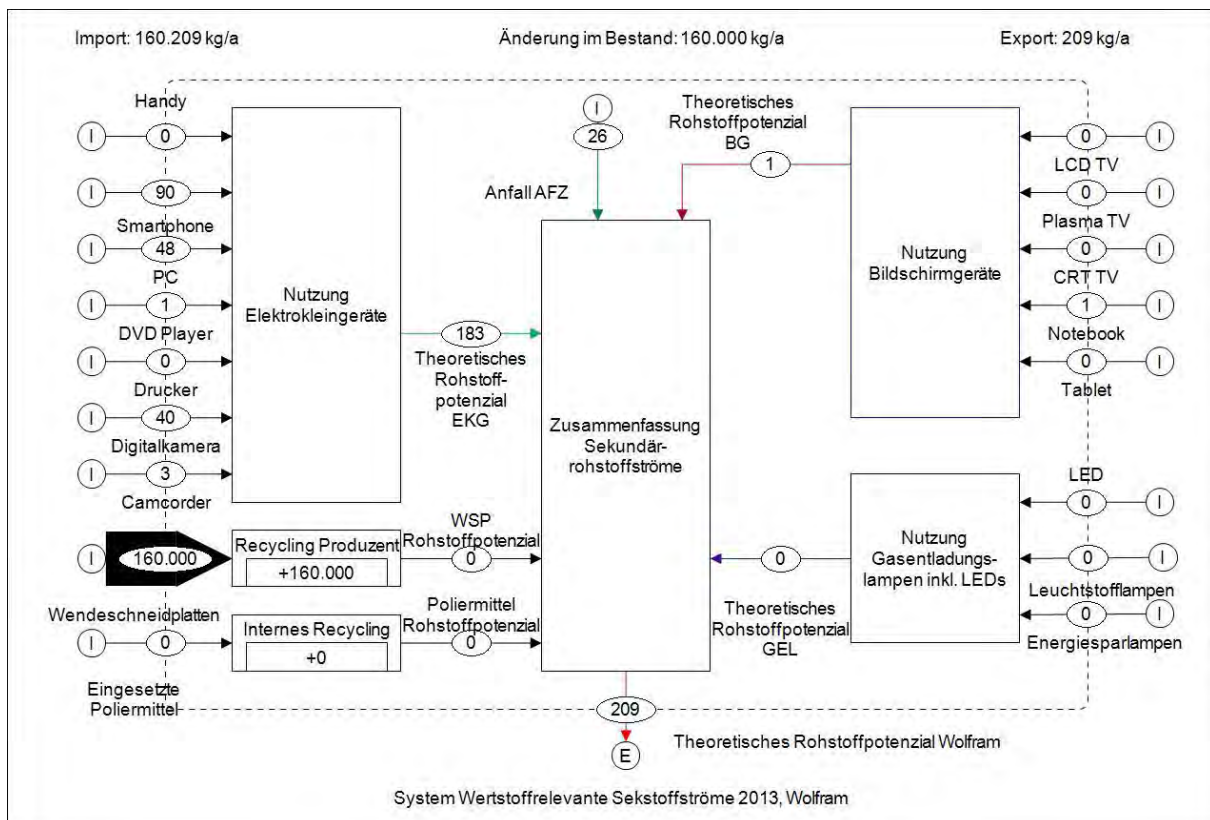 Import: 160.209 kg/a
Änderung im Bestand: 160.000 kg/a
Export: 209 kg/a
Handy
I
0
I
90
Smartphone
I
48
PC
I
1
DVD Player
I
0
Drucker
I
40
Digitalkamera
I
3
Camcorder
Nutzung
Elektrokleingeräte
183
Theoretisches
Rohstoff-
potenzial
EKG
I
160.000
Wendeschneidplatten
Recycling Produzent
+160.000
WSP
Rohstoffpotenzial
0
I
0
Eingesetzte
Poliermittel
Internes Recycling
+0
Poliermittel
Rohstoffpotenzial
0
I
26
Anfall AFZ
Theoretisches
Rohstoffpotenzial
BG
1
Zusammenfassung
Sekundär-
rohstoffströme
Nutzung
Bildschirmgeräte
0
I
LCD TV
0
I
Plasma TV
0
I
CRT TV
1
I
Notebook
0
I
Tablet
LED
0
I
0
I
Leuchtstofflampen
0
I
Energiesparlampen
Nutzung
Gasentladungs-
lampen inkl. LEDs
0
Theoretisches
Rohstoffpotenzial
GEL
209
E
Theoretisches Rohstoffpotenzial Wolfram
System Wertstoffrelevante Sekstoffströme 2013, Wolfram